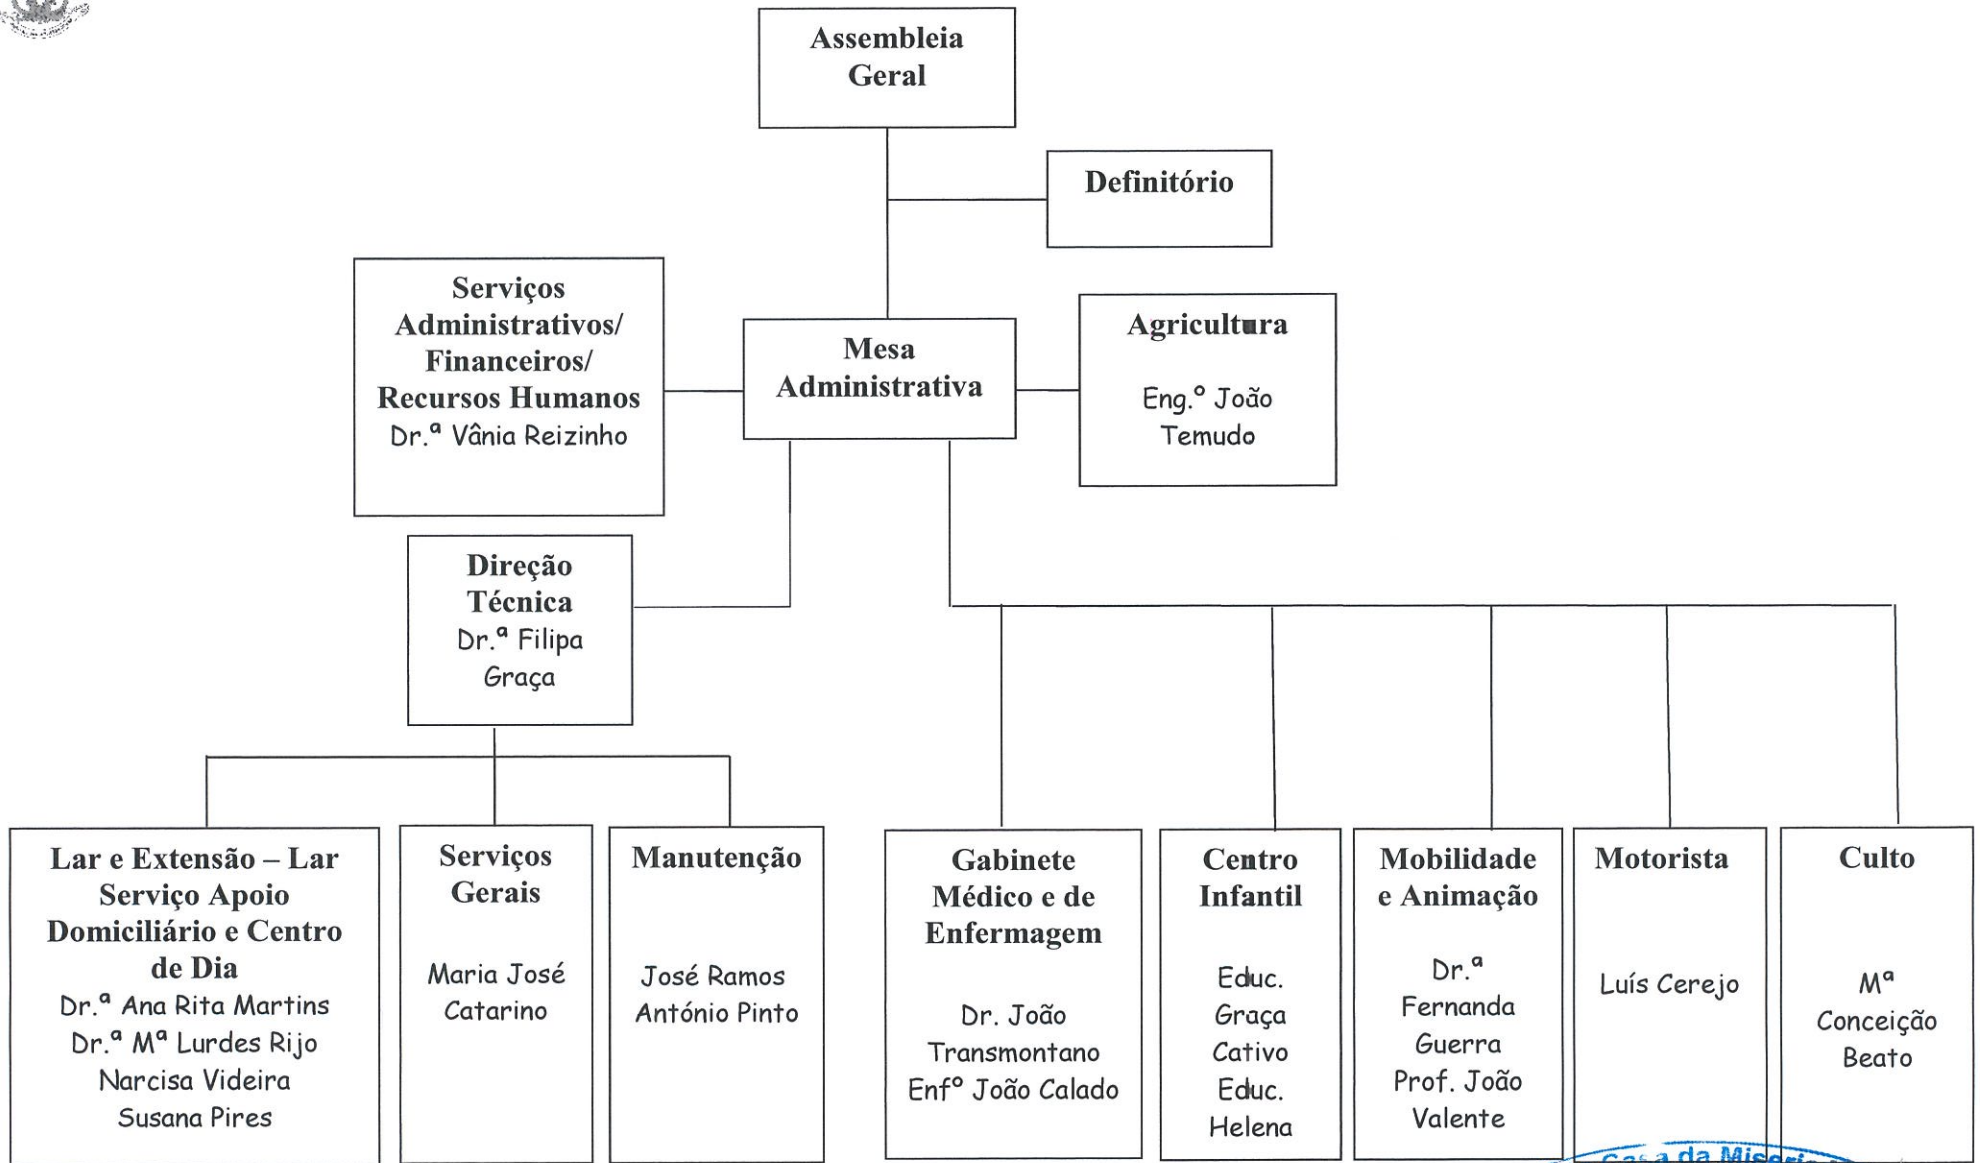 Assembleia
Geral
Definitório
Serviços
Administrativos/
Financeiros/
Recursos Humanos
Dr.ª Vânia Reizinho
Mesa
Administrativa
Agricultura
Eng.º João
Temudo
Direção
Técnica
Dr.ª Filipa
Graça
Lar e Extensão – Lar
Serviço Apoio
Domiciliário e Centro
de Dia
Dr.ª Ana Rita Martins
Dr.ª Mª Lurdes Rijo
Narcisa Videira
Susana Pires
Serviços
Gerais
Maria José
Catarino
Manutenção
José Ramos
António Pinto
Gabinete
Médico e de
Enfermagem
Dr. João
Transmontano
Enfº João Calado
Centro
Infantil
Educ.
Graça
Cativo
Educ.
Helena
Mobilidade
e Animação
Dr.ª
Fernanda
Guerra
Prof. João
Valente
Motorista
Luís Cerejo
Culto
Mª
Conceição
Beato
Casa da